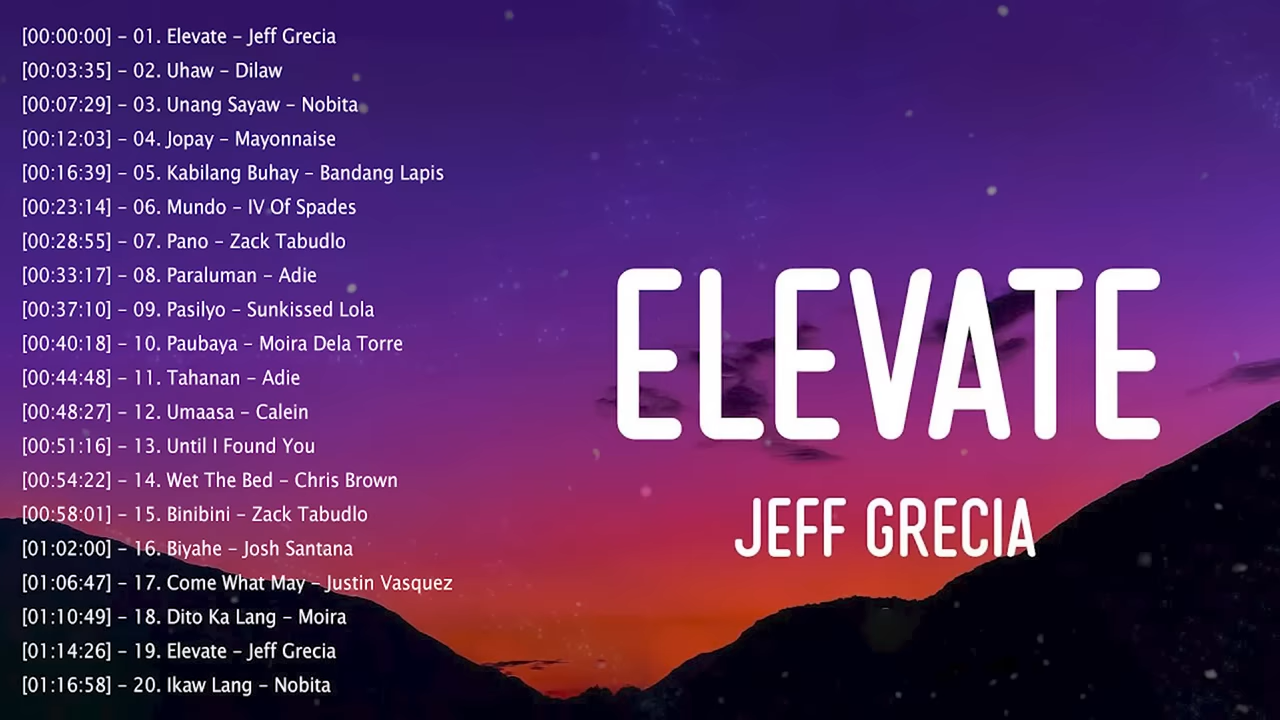 [00:00:00] – 01. Elevate – Jeff Grecia
[00:03:35] – 02. Uhaw – Dilaw
[00:07:29] – 03. Unang Sayaw – Nobita
[00:12:03] – 04. Jopay – Mayonnaise
[00:16:39] – 05. Kabilang Buhay – Bandang Lapis
[00:23:14] – 06. Mundo – IV Of Spades
[00:28:55] – 07. Pano – Zack Tabudlo
[00:33:17] – 08. Paraluman – Adie
[00:37:10] – 09. Pasilyo – Sunkissed Lola
[00:40:18] – 10. Paubaya – Moira Dela Torre
[00:44:48] – 11. Tahanan – Adie
[00:48:27] – 12. Umaasa – Calein
[00:51:16] – 13. Until I Found You
[00:54:22] – 14. Wet The Bed – Chris Brown
[00:58:01] – 15. Binibini – Zack Tabudlo
[01:02:00] – 16. Biyahe – Josh Santana
[01:06:47] – 17. Come What May – Justin Vasquez
[01:10:49] – 18. Dito Ka Lang – Moira
[01:14:26] – 19. Elevate – Jeff Grecia
[01:16:58] – 20. Ikaw Lang – Nobita
ELEVATE
JEFF GRECIA